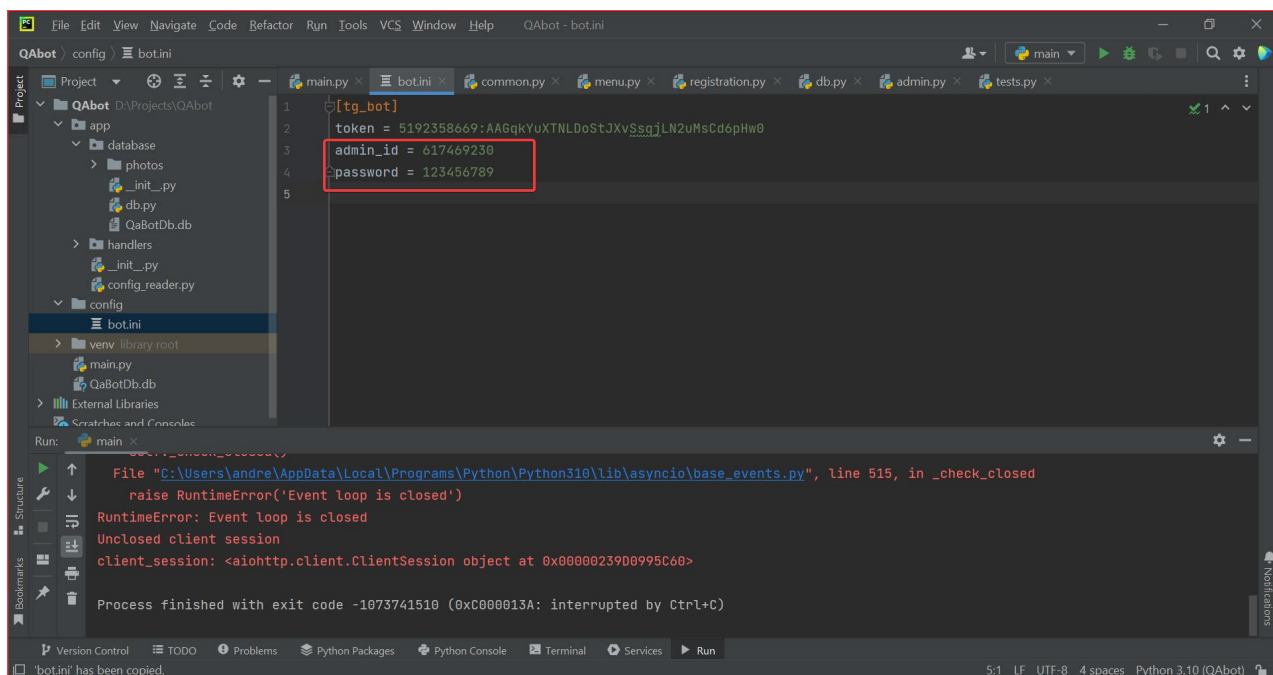 File Edit View Navigate Code Refactor Run Tools VCS Window Help QAbot - bot.ini
QAbot config bot.ini main
Project
Project main.py bot.ini common.py menu.py registration.py db.py admin.py tests.py
QAbot D:\Projects\QAbot
app
database
photos
__init__.py
db.py
QaBotDb.db
handlers
__init__.py
config_reader.py
config
bot.ini
venv library root
main.py
QaBotDb.db
External Libraries
Scratches and Consoles
1 [tg_bot]
2 token = 5192358669:AAGqkYuXTNLDoStJXvSsqjLN2uMsCd6pHw0
3 admin_id = 617469230
4 password = 123456789
5
1
Run: main
self._check_closed()
File "C:\Users\andre\AppData\Local\Programs\Python\Python310\lib\asyncio\base_events.py", line 515, in _check_closed
raise RuntimeError('Event loop is closed')
RuntimeError: Event loop is closed
Unclosed client session
client_session: <aiohttp.client.ClientSession object at 0x00000239D0995C60>
Process finished with exit code -1073741510 (0xC000013A: interrupted by Ctrl+C)
Structure
Bookmarks
Notifications
Version Control TODO Problems Python Packages Python Console Terminal Services Run
'bot.ini' has been copied. 5:1 LF UTF-8 4 spaces Python 3.10 (QAbot)